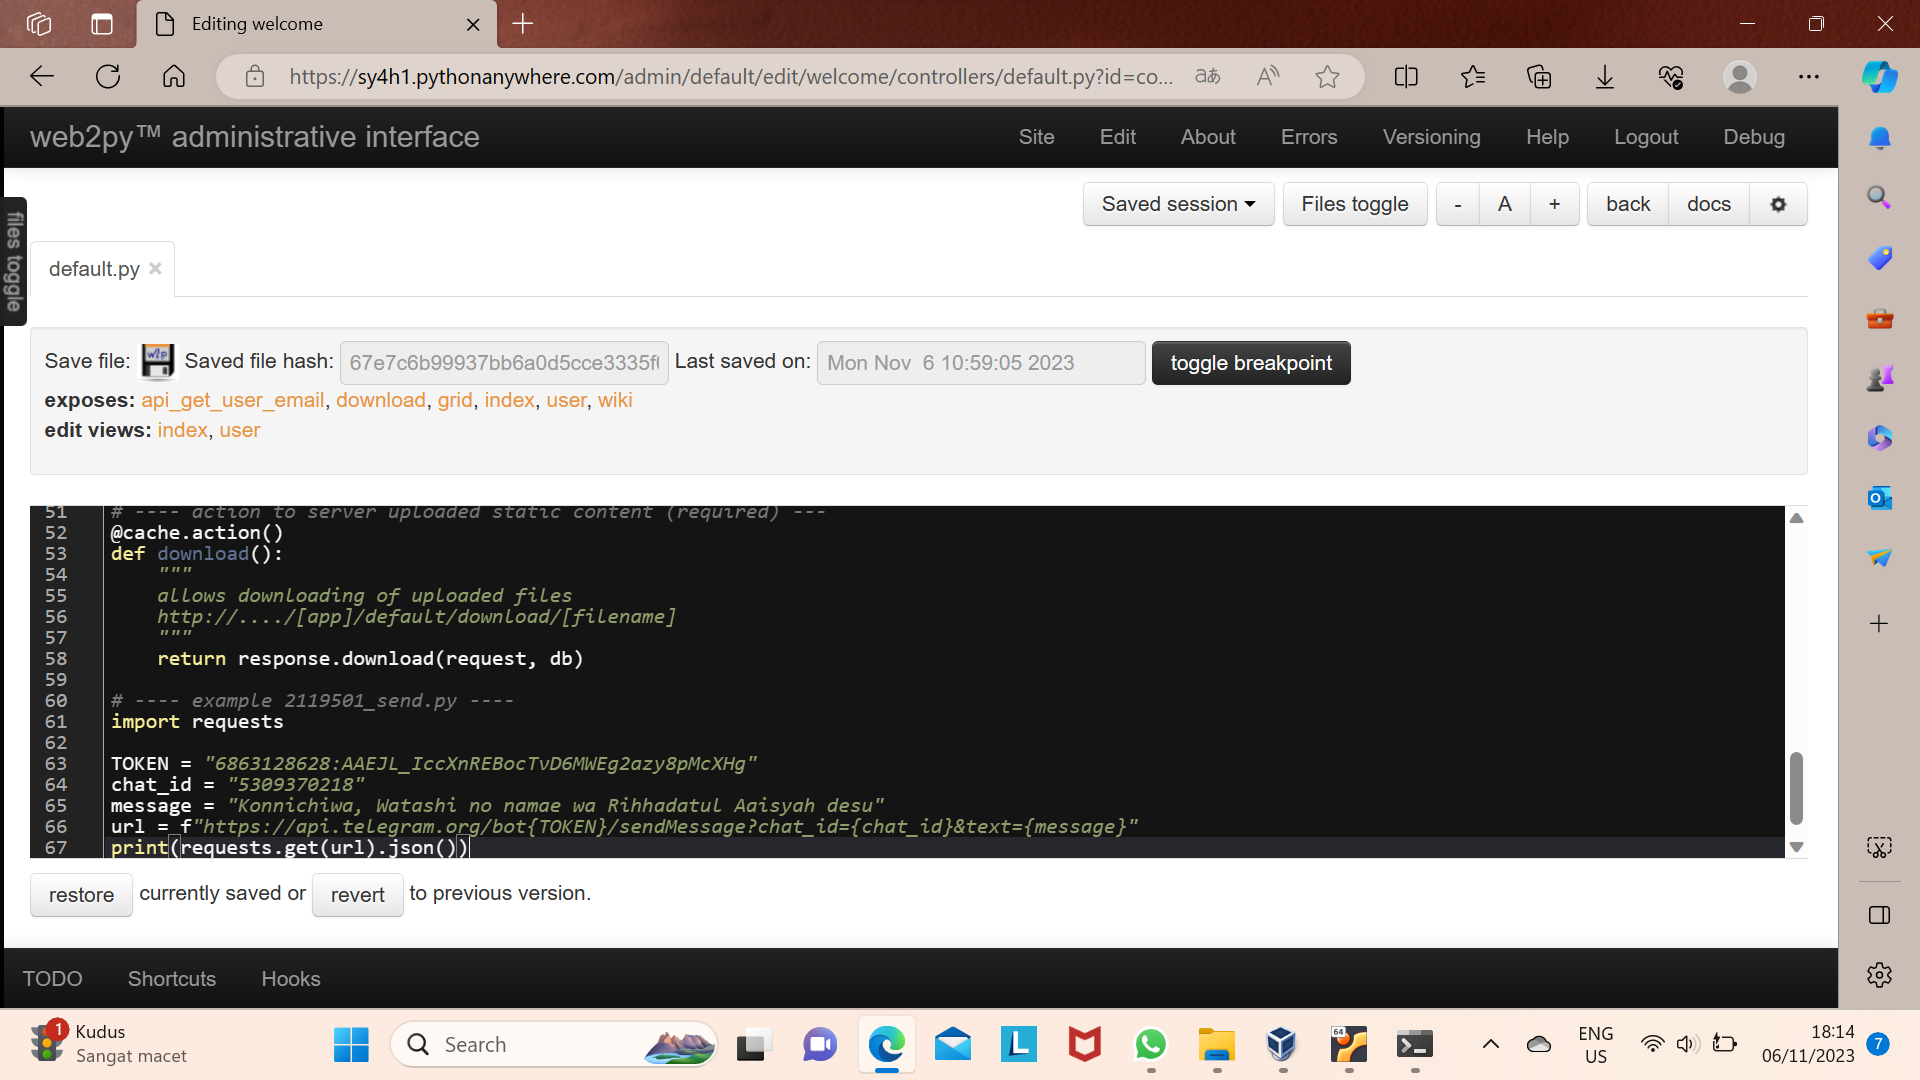 Editing welcome
https://sy4h1.pythonanywhere.com/admin/default/edit/welcome/controllers/default.py?id=co...
web2py™ administrative interface
Site Edit About Errors Versioning Help Logout Debug
Saved session Files toggle - A + back docs
files toggle
default.py
Save file: Saved file hash: 67e7c6b99937bb6a0d5cce3335f Last saved on: Mon Nov 6 10:59:05 2023 toggle breakpoint
exposes: api_get_user_email, download, grid, index, user, wiki
edit views: index, user
51 # ---- action to server uploaded static content (required) ---
52 @cache.action()
53 def download():
54 """
55 allows downloading of uploaded files
56 http://..../[app]/default/download/[filename]
57 """
58 return response.download(request, db)
59
60 # ---- example 2119501_send.py ----
61 import requests
62
63 TOKEN = "6863128628:AAEJL_IccXnREBocTvD6MWEg2azy8pMcXHg"
64 chat_id = "5309370218"
65 message = "Konnichiwa, Watashi no namae wa Rihhadatul Aaisyah desu"
66 url = f"https://api.telegram.org/bot{TOKEN}/sendMessage?chat_id={chat_id}&text={message}"
67 print(requests.get(url).json())
restore currently saved or revert to previous version.
TODO Shortcuts Hooks
1 Kudus
Sangat macet
Search
ENG
US
18:14
06/11/2023
7